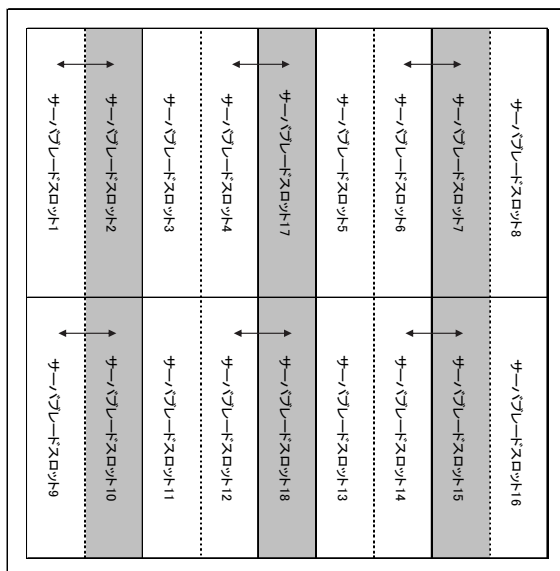 サーバブレードスロット1
サーバブレードスロット2
サーバブレードスロット3
サーバブレードスロット4
サーバブレードスロット17
サーバブレードスロット5
サーバブレードスロット6
サーバブレードスロット7
サーバブレードスロット8
サーバブレードスロット9
サーバブレードスロット10
サーバブレードスロット11
サーバブレードスロット12
サーバブレードスロット18
サーバブレードスロット13
サーバブレードスロット14
サーバブレードスロット15
サーバブレードスロット16